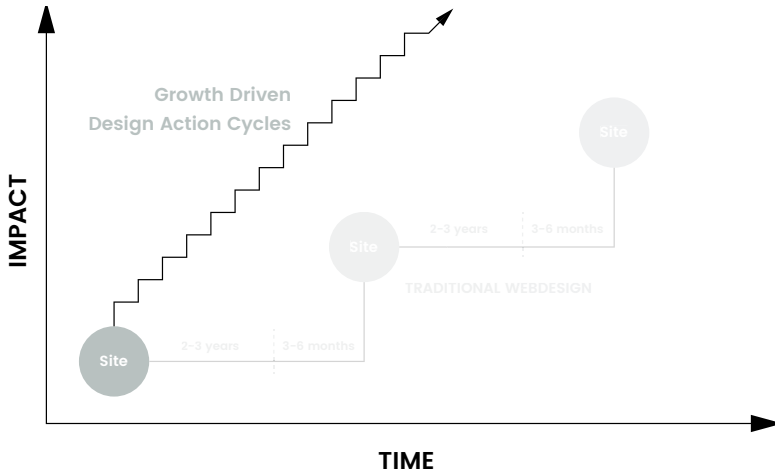 Growth Driven
Design Action Cycles
Site
2-3 years
3-6 months
Site
TRADITIONAL WEBDESIGN
Site
2-3 years
3-6 months
IMPACT
TIME